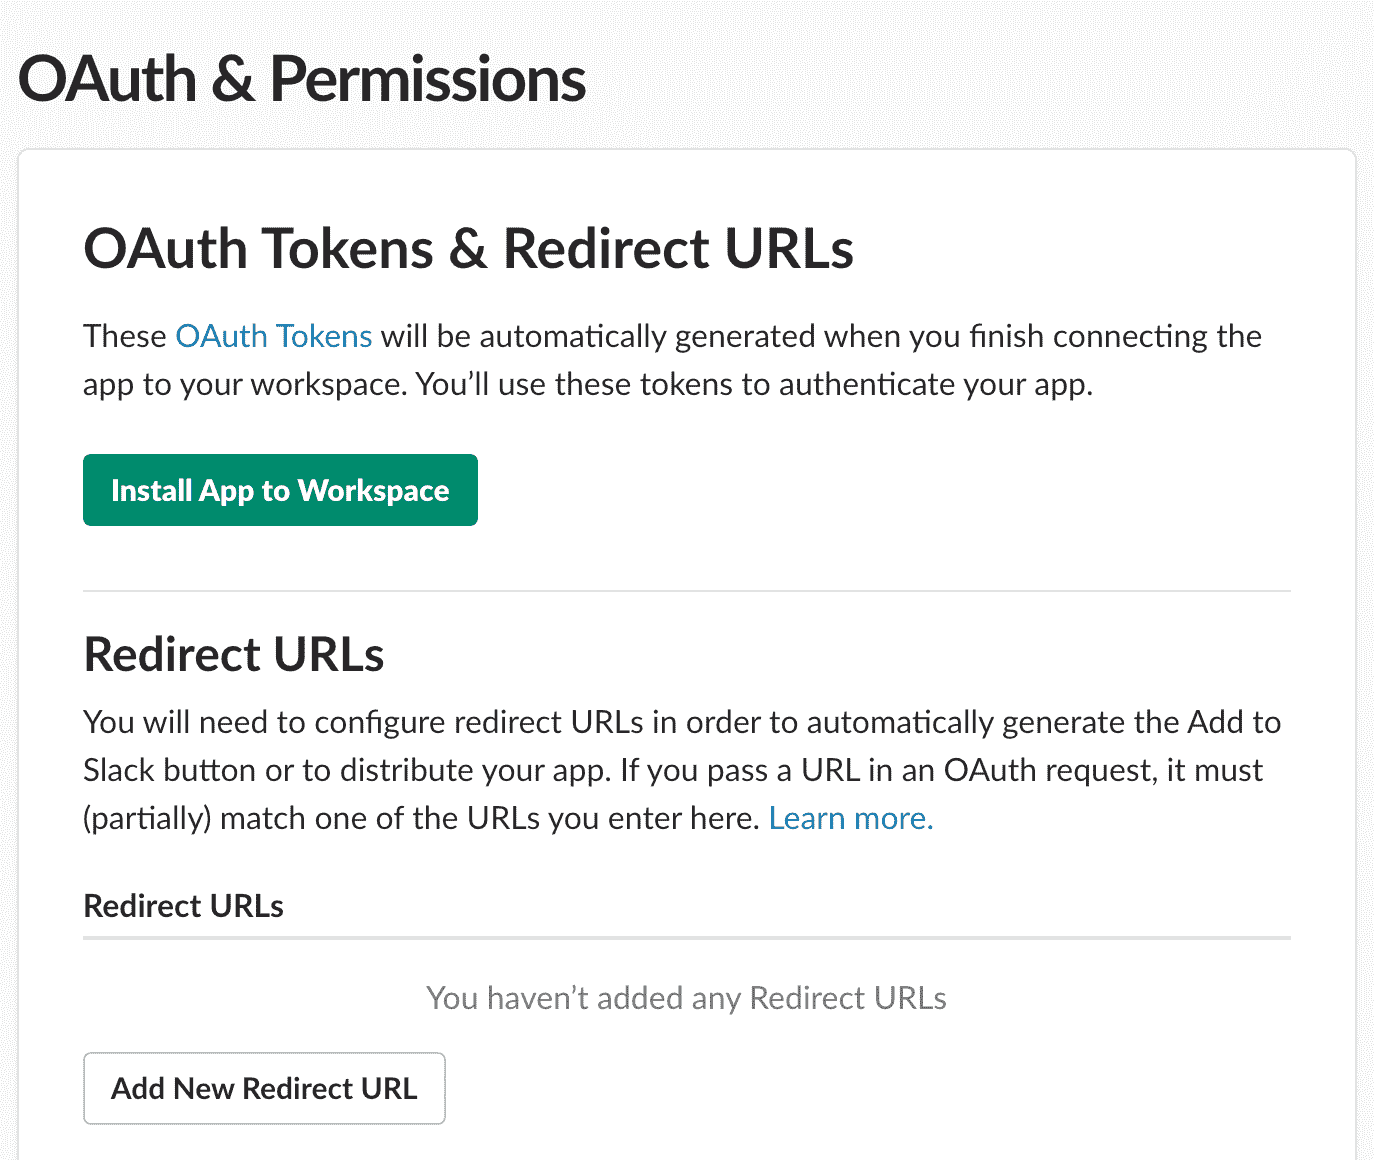 OAuth & Permissions
OAuth Tokens & Redirect URLs
These OAuth Tokens will be automatically generated when you finish connecting the
app to your workspace. You’ll use these tokens to authenticate your app.
Install App to Workspace
Redirect URLs
You will need to configure redirect URLs in order to automatically generate the Add to
Slack button or to distribute your app. If you pass a URL in an OAuth request, it must
(partially) match one of the URLs you enter here. Learn more.
Redirect URLs
You haven’t added any Redirect URLs
Add New Redirect URL